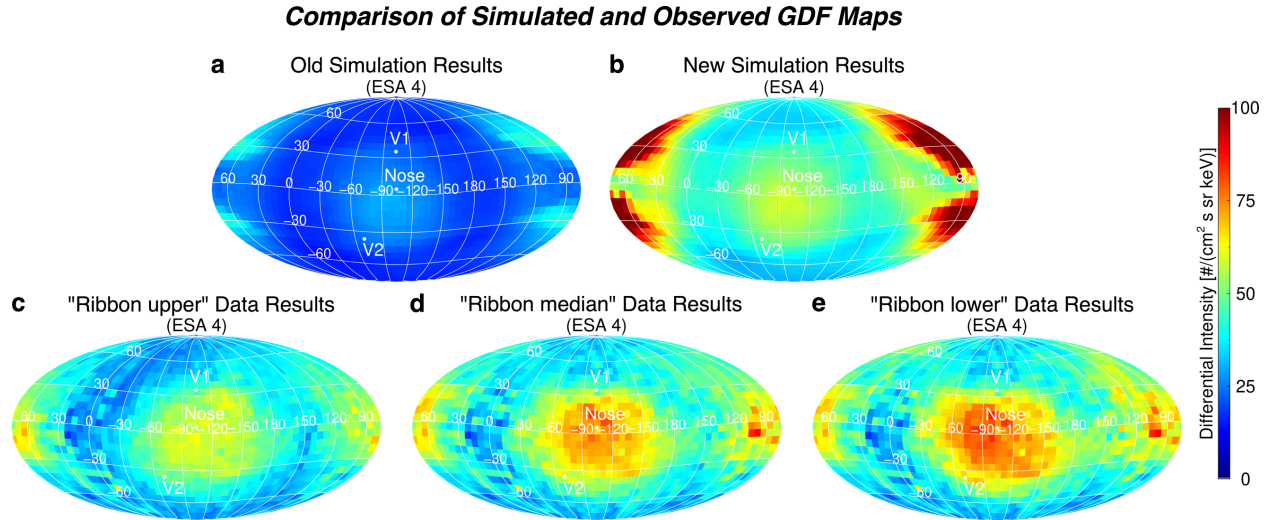 Comparison of Simulated and Observed GDF Maps
a Old Simulation Results
(ESA 4)
60
V1
30
Nose
60 30 0 −30 −60 −90 −120 −150 180 150 120 90
−30
V2
−60
b New Simulation Results
(ESA 4)
60
V1
30
Nose
60 30 0 −30 −60 −90 −120 −150 180 150 120 90
−30
V2
−60
c "Ribbon upper" Data Results
(ESA 4)
60
V1
30
Nose
60 30 0 −30 −60 −90 −120 −150 180 150 120 90
−30
V2
−60
d "Ribbon median" Data Results
(ESA 4)
60
V1
30
Nose
60 30 0 −30 −60 −90 −120 −150 180 150 120 90
−30
V2
−60
e "Ribbon lower" Data Results
(ESA 4)
60
V1
30
Nose
60 30 0 −30 −60 −90 −120 −150 180 150 120 90
−30
V2
−60
100
75
50
25
0
Differential Intensity [#/(cm² s sr keV)]